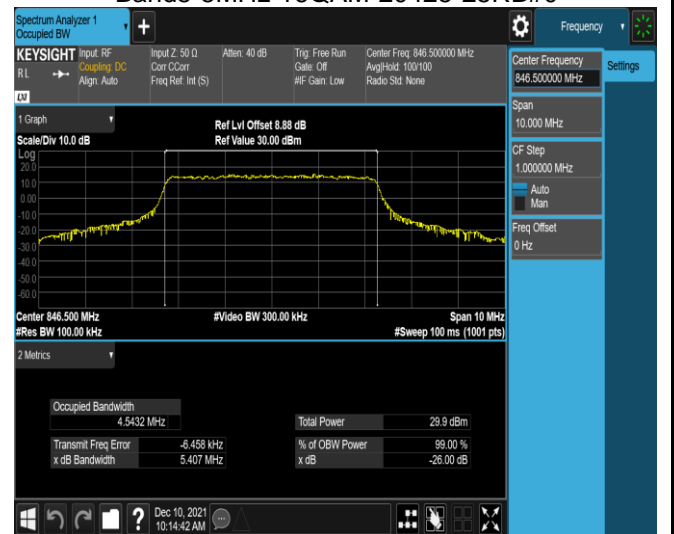 Spectrum Analyzer 1
Occupied BW
Frequency
KEYSIGHT
R L
LXI
Input: RF
Coupling: DC
Align: Auto
Input Z: 50 Ω
Corr CCorr
Freq Ref: Int (S)
Atten: 40 dB
Trig: Free Run
Gate: Off
#IF Gain: Low
Center Freq: 846.500000 MHz
Avg|Hold: 100/100
Radio Std: None
Center Frequency
846.500000 MHz
Settings
Span
10.000 MHz
CF Step
1.000000 MHz
Auto
Man
Freq Offset
0 Hz
1 Graph
Scale/Div 10.0 dB
Ref Lvl Offset 8.88 dB
Ref Value 30.00 dBm
Log
20.0
10.0
0.00
-10.0
-20.0
-30.0
-40.0
-50.0
-60.0
Center 846.500 MHz
#Video BW 300.00 kHz
Span 10 MHz
#Res BW 100.00 kHz
#Sweep 100 ms (1001 pts)
2 Metrics
Occupied Bandwidth
4.5432 MHz
Total Power 29.9 dBm
Transmit Freq Error -6.458 kHz
% of OBW Power 99.00 %
x dB Bandwidth 5.407 MHz
x dB -26.00 dB
Dec 10, 2021
10:14:42 AM